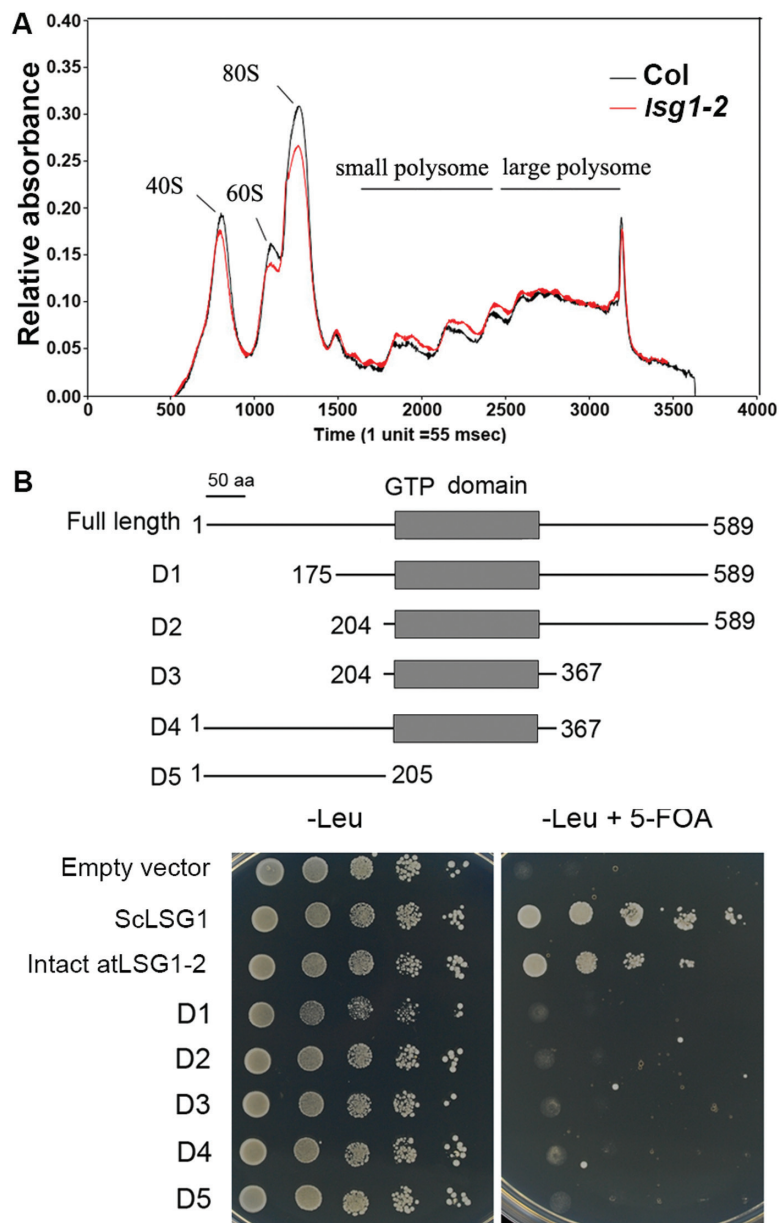 A
0.40
0.35
0.30
0.25
0.20
0.15
0.10
0.05
0.00
Relative absorbance
80S
40S
60S
small polysome
large polysome
Col
lsg1-2
0 500 1000 1500 2000 2500 3000 3500 4000
Time (1 unit =55 msec)
B
50 aa
GTP domain
Full length 1 589
D1 175 589
D2 204 589
D3 204 367
D4 1 367
D5 1 205
-Leu -Leu + 5-FOA
Empty vector
ScLSG1
Intact atLSG1-2
D1
D2
D3
D4
D5